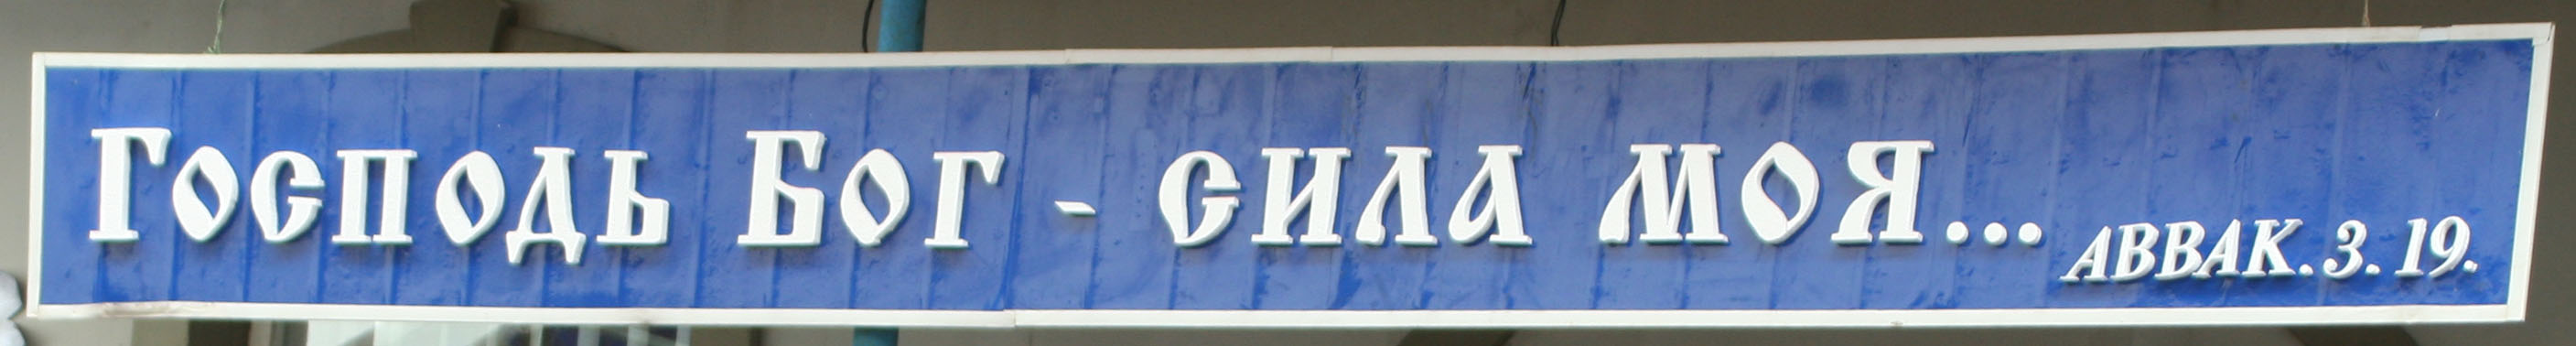 Господь Бог - сила моя...
Аввак. 3. 19.